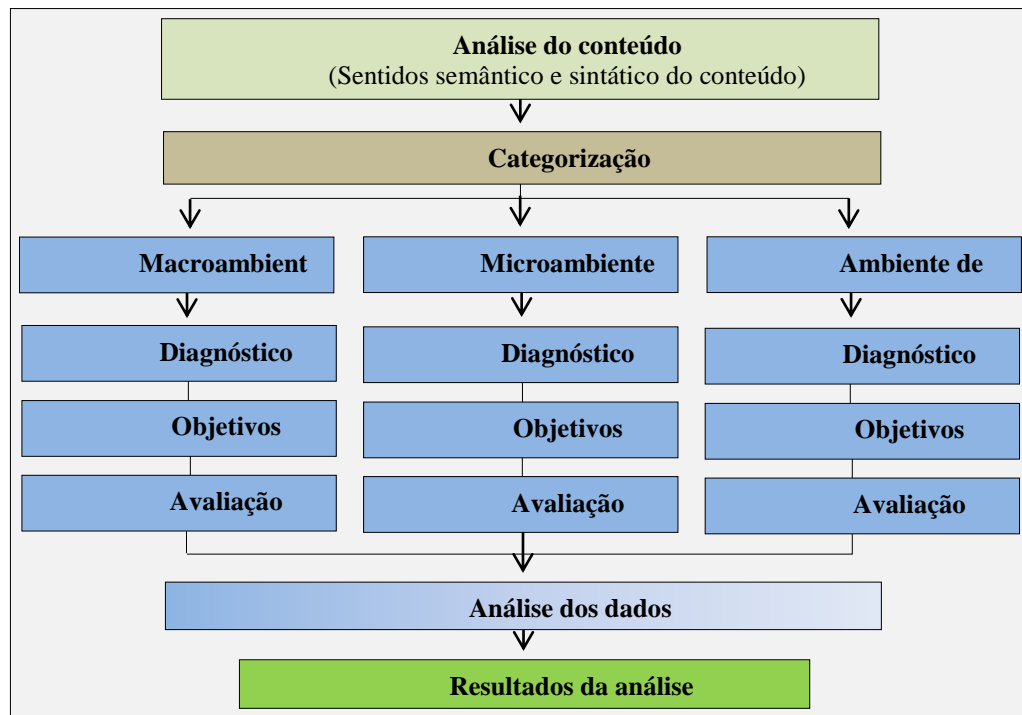 Análise do conteúdo
(Sentidos semântico e sintático do conteúdo)
Categorização
Macroambient
Microambiente
Ambiente de
Diagnóstico
Diagnóstico
Diagnóstico
Objetivos
Objetivos
Objetivos
Avaliação
Avaliação
Avaliação
Análise dos dados
Resultados da análise